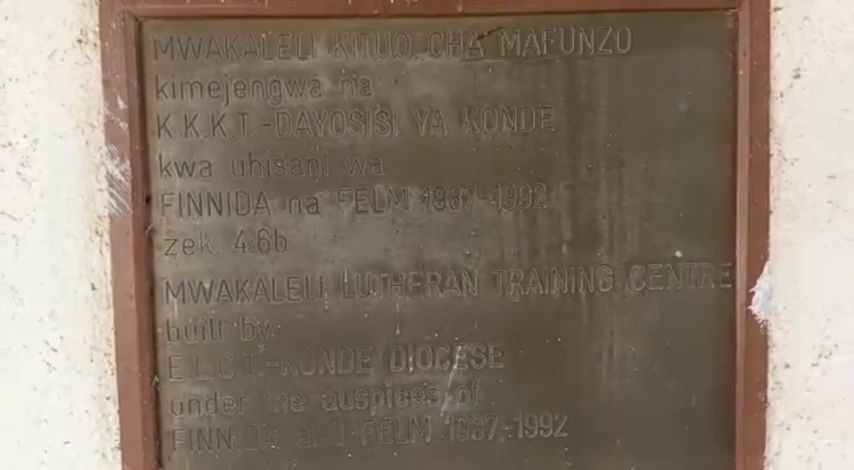 MWAKALELI KITUO CHA MAFUNZO
kimejengwa na
K.K.K.T.-DAYOSISI YA KONDE
kwa uhisani wa
FINNIDA na FELM 1987-1992
zek. 4:6b
MWAKALELI LUTHERAN TRAINING CENTRE
built by
E.L.C.T.-KONDE DIOCESE
under the auspices of
FINNIDA and FELM 1987-1992